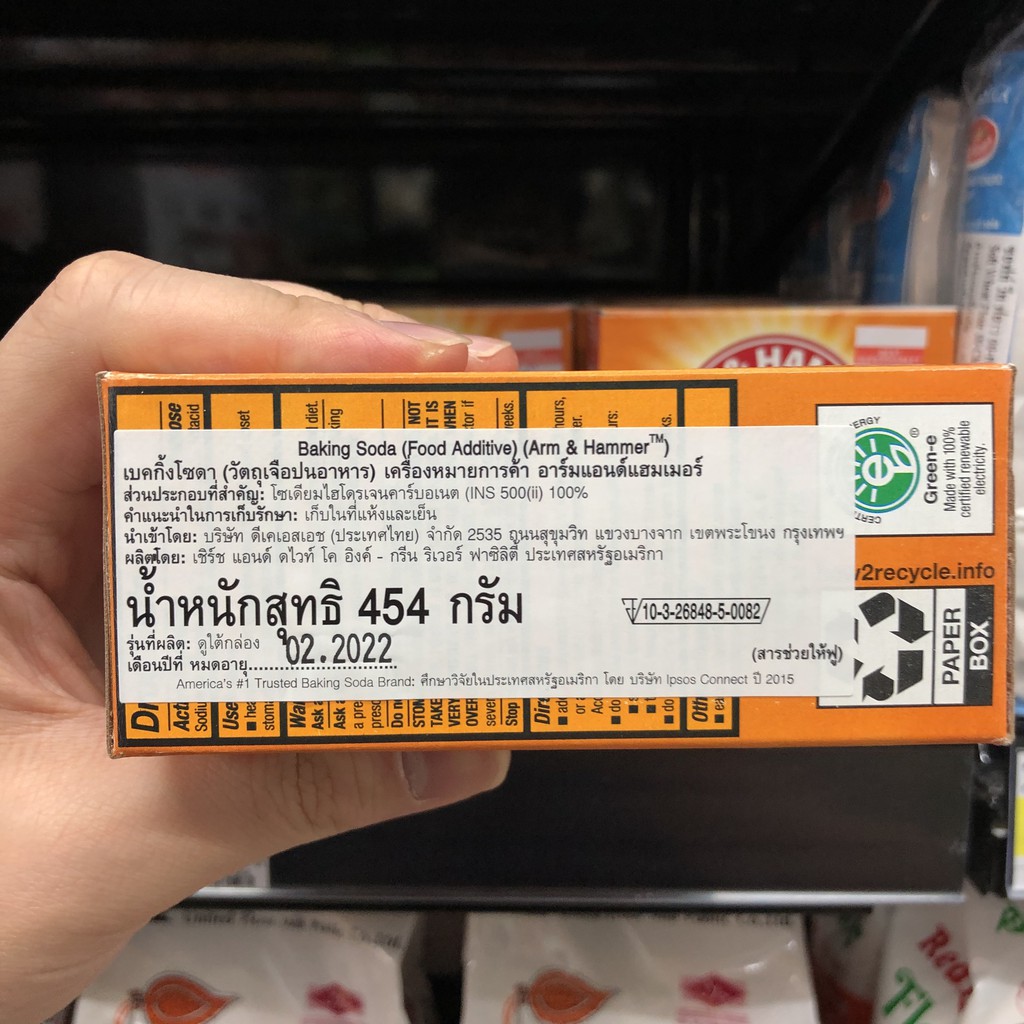 Baking Soda (Food Additive) (Arm & Hammer™)
เบคกิ้งโซดา (วัตถุเจือปนอาหาร) เครื่องหมายการค้า อาร์มแอนด์แฮมเมอร์
ส่วนประกอบที่สำคัญ: โซเดียมไฮโดรเจนคาร์บอเนต (INS 500(ii) 100%
คำแนะนำในการเก็บรักษา: เก็บในที่แห้งและเย็น
นำเข้าโดย: บริษัท ดีเคเอสเอช (ประเทศไทย) จำกัด 2535 ถนนสุขุมวิท แขวงบางจาก เขตพระโขนง กรุงเทพฯ
ผลิตโดย: เชิร์ช แอนด์ ดไวท์ โค อิงค์ - กรีน ริเวอร์ ฟาซิลิตี้ ประเทศสหรัฐอเมริกา
น้ำหนักสุทธิ 454 กรัม
10-3-26848-5-0082
รุ่นที่ผลิต: ดูใต้กล่อง
เดือนปีที่ หมดอายุ 02.2022
(สารช่วยให้ฟู)
America's #1 Trusted Baking Soda Brand: ศึกษาวิจัยในประเทศสหรัฐอเมริกา โดย บริษัท Ipsos Connect ปี 2015
Green-e
Made with 100%
certified renewable
electricity.
2recycle.info
PAPER
BOX
& HAM
NOT
IT IS
WHEN